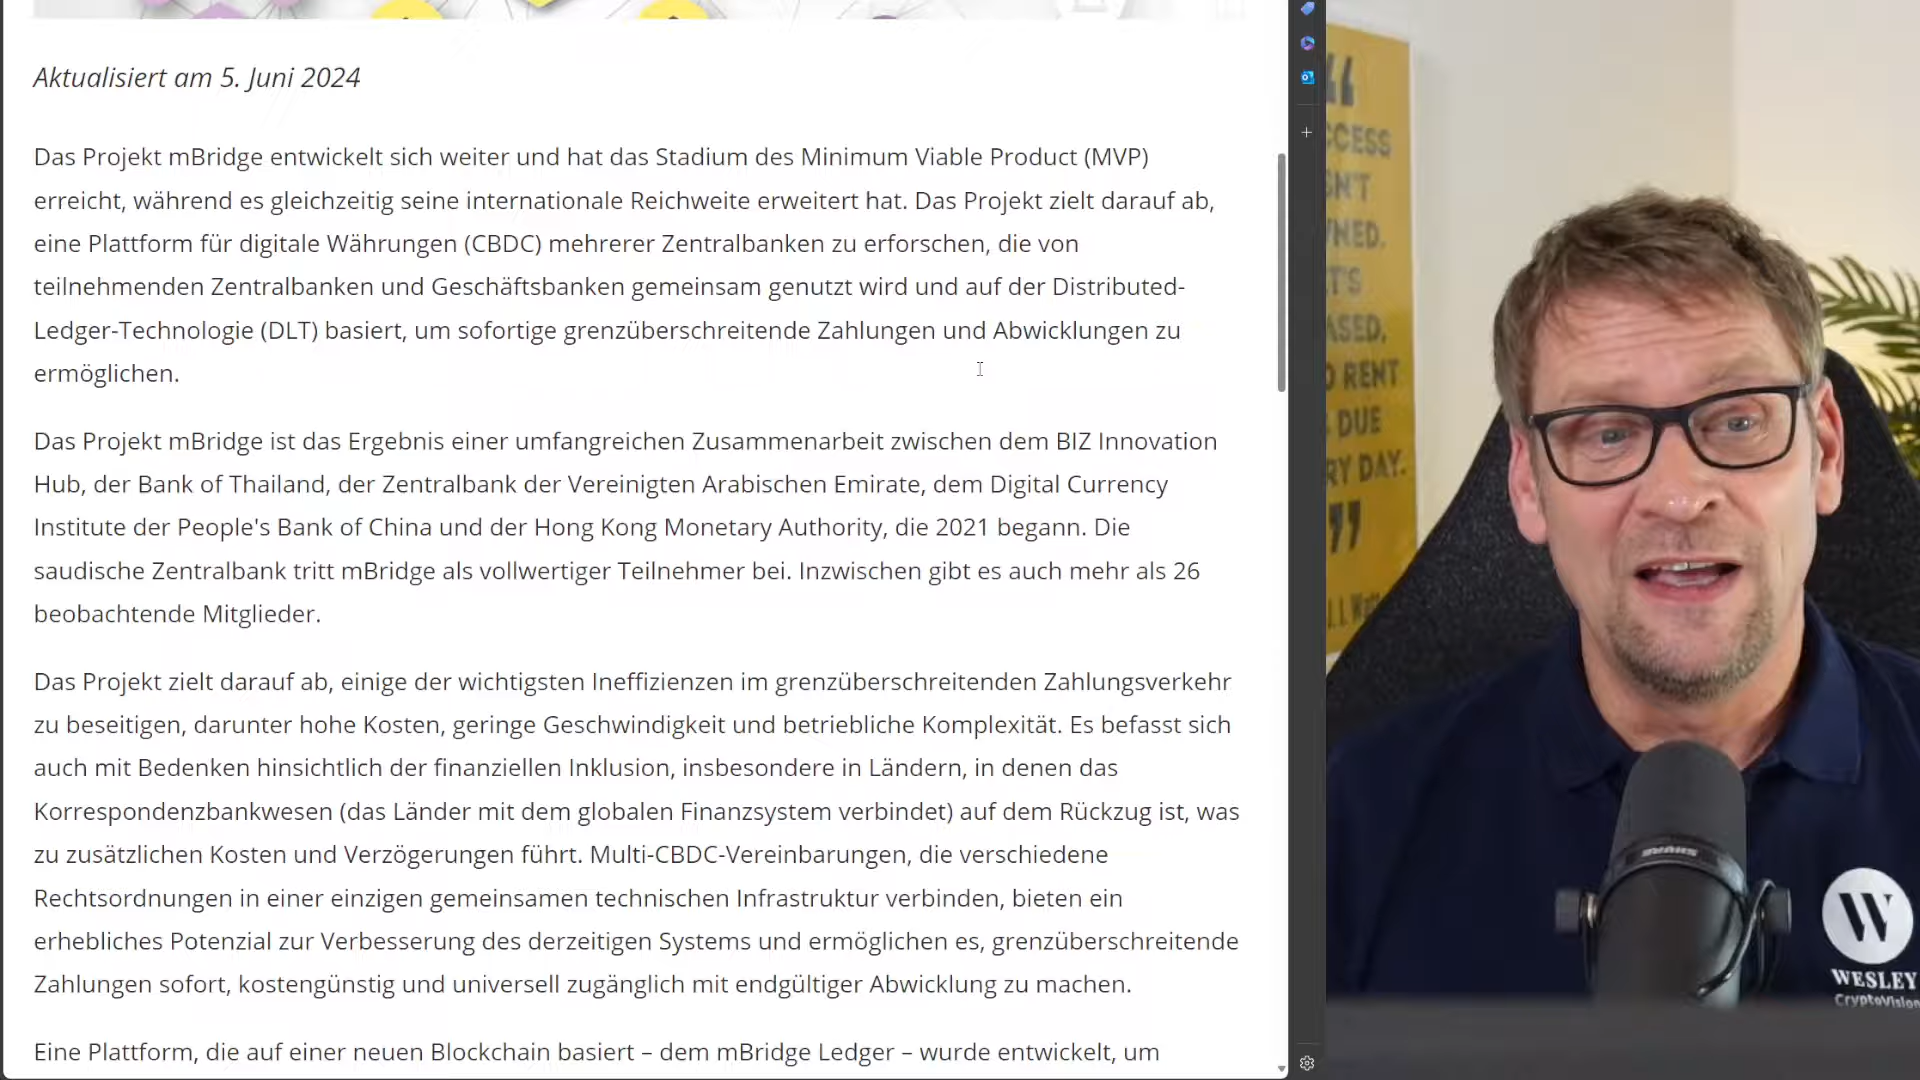 Aktualisiert am 5. Juni 2024
Das Projekt mBridge entwickelt sich weiter und hat das Stadium des Minimum Viable Product (MVP)
erreicht, während es gleichzeitig seine internationale Reichweite erweitert hat. Das Projekt zielt darauf ab,
eine Plattform für digitale Währungen (CBDC) mehrerer Zentralbanken zu erforschen, die von
teilnehmenden Zentralbanken und Geschäftsbanken gemeinsam genutzt wird und auf der Distributed-
Ledger-Technologie (DLT) basiert, um sofortige grenzüberschreitende Zahlungen und Abwicklungen zu
ermöglichen.
Das Projekt mBridge ist das Ergebnis einer umfangreichen Zusammenarbeit zwischen dem BIZ Innovation
Hub, der Bank of Thailand, der Zentralbank der Vereinigten Arabischen Emirate, dem Digital Currency
Institute der People's Bank of China und der Hong Kong Monetary Authority, die 2021 begann. Die
saudische Zentralbank tritt mBridge als vollwertiger Teilnehmer bei. Inzwischen gibt es auch mehr als 26
beobachtende Mitglieder.
Das Projekt zielt darauf ab, einige der wichtigsten Ineffizienzen im grenzüberschreitenden Zahlungsverkehr
zu beseitigen, darunter hohe Kosten, geringe Geschwindigkeit und betriebliche Komplexität. Es befasst sich
auch mit Bedenken hinsichtlich der finanziellen Inklusion, insbesondere in Ländern, in denen das
Korrespondenzbankwesen (das Länder mit dem globalen Finanzsystem verbindet) auf dem Rückzug ist, was
zu zusätzlichen Kosten und Verzögerungen führt. Multi-CBDC-Vereinbarungen, die verschiedene
Rechtsordnungen in einer einzigen gemeinsamen technischen Infrastruktur verbinden, bieten ein
erhebliches Potenzial zur Verbesserung des derzeitigen Systems und ermöglichen es, grenzüberschreitende
Zahlungen sofort, kostengünstig und universell zugänglich mit endgültiger Abwicklung zu machen.
Eine Plattform, die auf einer neuen Blockchain basiert – dem mBridge Ledger – wurde entwickelt, um
“
CCESS
SN'T
WNED.
IT'S
ASED,
D RENT
S DUE
RY DAY.
”
J.J. Wat
SHURE
W
WESLEY
CryptoVision